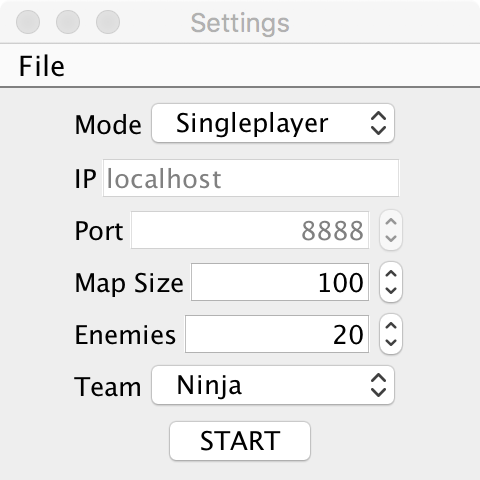 Settings
File
Mode Singleplayer
IP localhost
Port 8888
Map Size 100
Enemies 20
Team Ninja
START